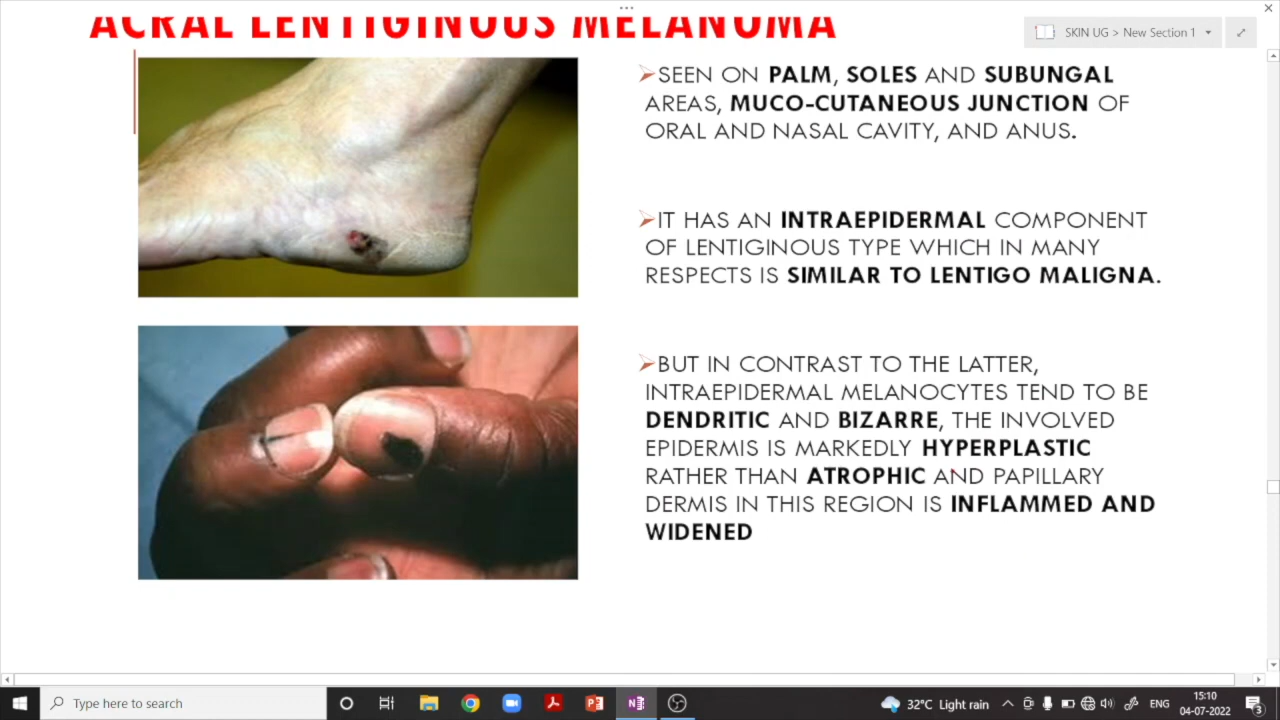 ACRAL LENTIGINOUS MELANOMA
SKIN UG > New Section 1
SEEN ON PALM, SOLES AND SUBUNGAL
AREAS, MUCO-CUTANEOUS JUNCTION OF
ORAL AND NASAL CAVITY, AND ANUS.
IT HAS AN INTRAEPIDERMAL COMPONENT
OF LENTIGINOUS TYPE WHICH IN MANY
RESPECTS IS SIMILAR TO LENTIGO MALIGNA.
BUT IN CONTRAST TO THE LATTER,
INTRAEPIDERMAL MELANOCYTES TEND TO BE
DENDRITIC AND BIZARRE, THE INVOLVED
EPIDERMIS IS MARKEDLY HYPERPLASTIC
RATHER THAN ATROPHIC AND PAPILLARY
DERMIS IN THIS REGION IS INFLAMMED AND
WIDENED
Type here to search
32°C Light rain
ENG
15:10
04-07-2022
3